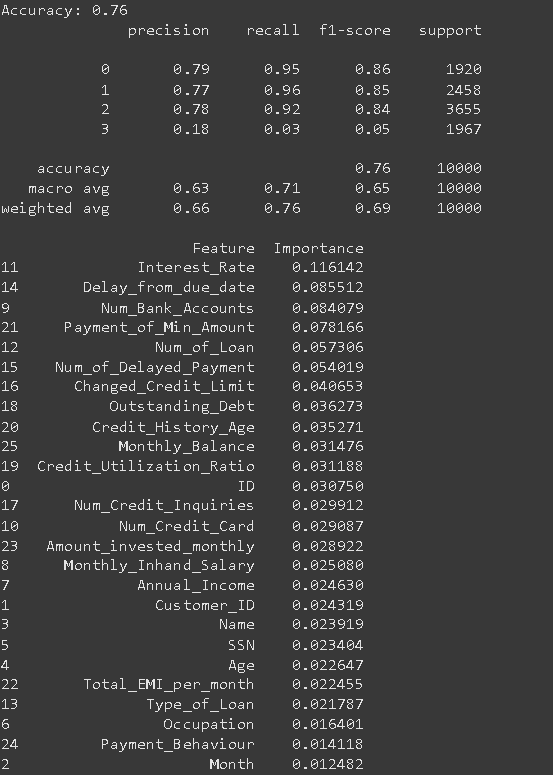 Accuracy: 0.76
precision recall f1-score support
0 0.79 0.95 0.86 1920
1 0.77 0.96 0.85 2458
2 0.78 0.92 0.84 3655
3 0.18 0.03 0.05 1967
accuracy 0.76 10000
macro avg 0.63 0.71 0.65 10000
weighted avg 0.66 0.76 0.69 10000
Feature Importance
11 Interest_Rate 0.116142
14 Delay_from_due_date 0.085512
9 Num_Bank_Accounts 0.084079
21 Payment_of_Min_Amount 0.078166
12 Num_of_Loan 0.057306
15 Num_of_Delayed_Payment 0.054019
16 Changed_Credit_Limit 0.040653
18 Outstanding_Debt 0.036273
20 Credit_History_Age 0.035271
25 Monthly_Balance 0.031476
19 Credit_Utilization_Ratio 0.031188
0 ID 0.030750
17 Num_Credit_Inquiries 0.029912
10 Num_Credit_Card 0.029087
23 Amount_invested_monthly 0.028922
8 Monthly_Inhand_Salary 0.025080
7 Annual_Income 0.024630
1 Customer_ID 0.024319
3 Name 0.023919
5 SSN 0.023404
4 Age 0.022647
22 Total_EMI_per_month 0.022455
13 Type_of_Loan 0.021787
6 Occupation 0.016401
24 Payment_Behaviour 0.014118
2 Month 0.012482